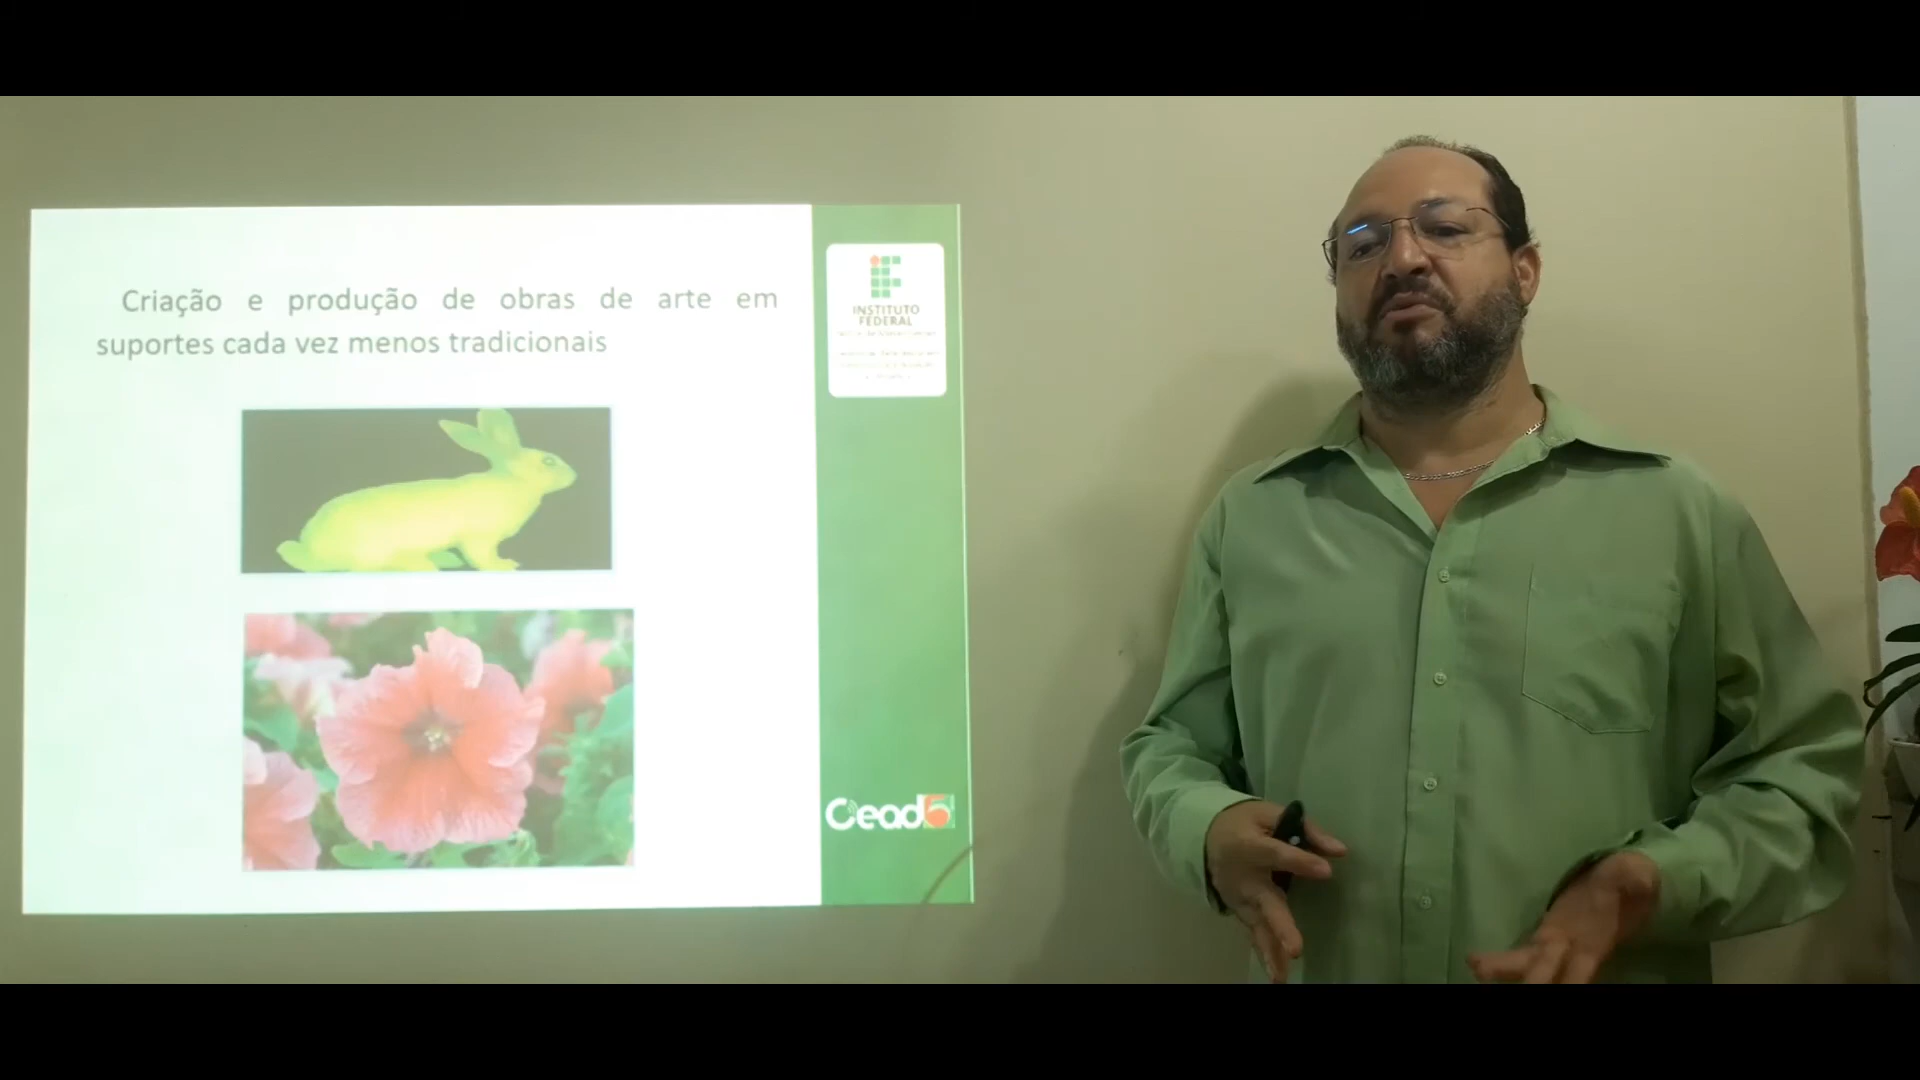 Criação e produção de obras de arte em
suportes cada vez menos tradicionais
INSTITUTO
FEDERAL
Cead